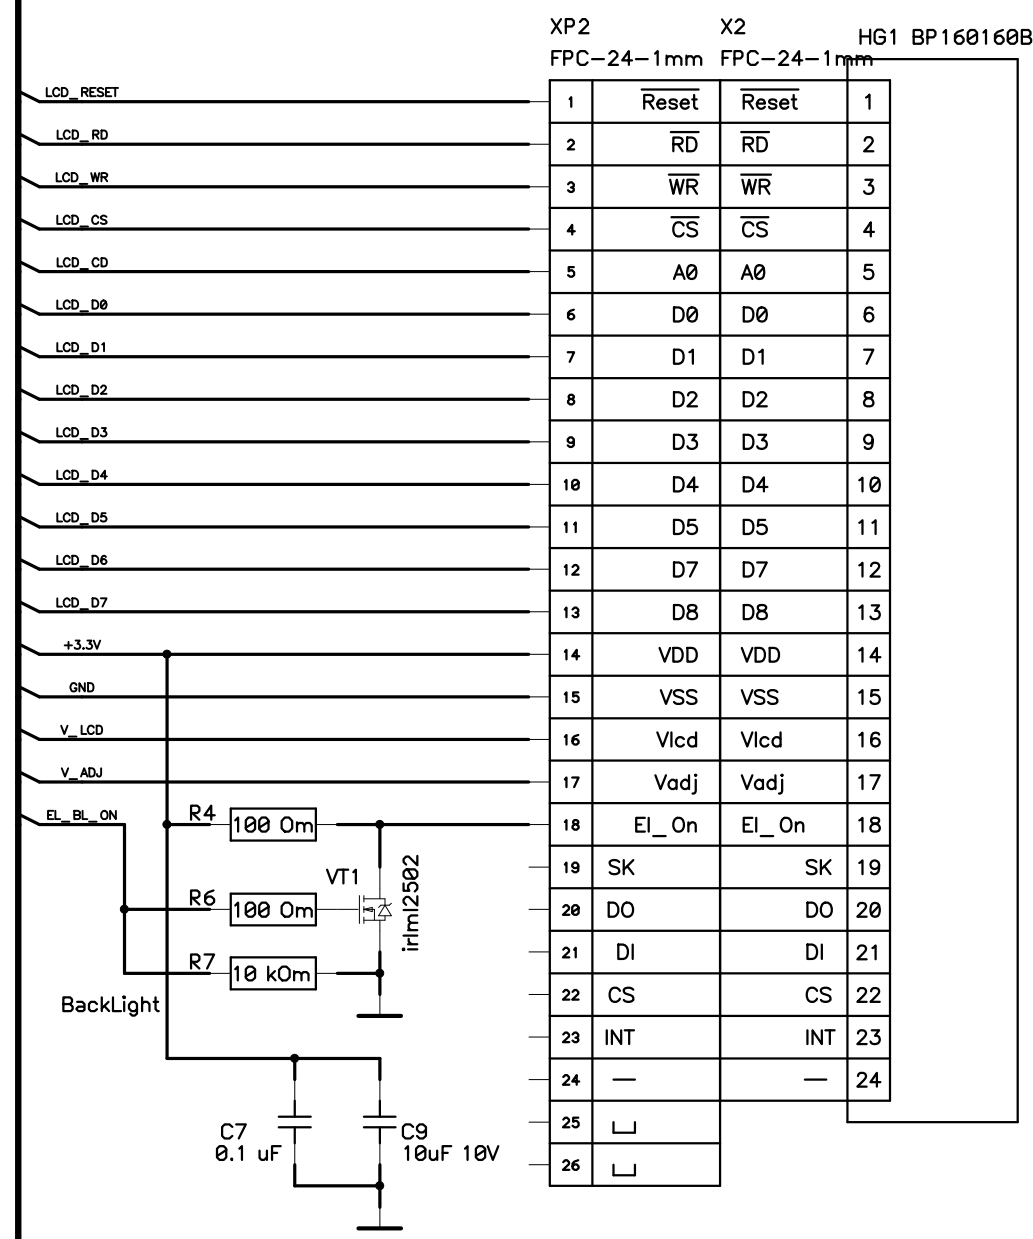 XP2 X2
HG1 BP160160B
FPC-24-1mm FPC-24-1mm
LCD_RESET 1 Reset Reset 1
LCD_RD 2 RD RD 2
LCD_WR 3 WR WR 3
LCD_CS 4 CS CS 4
LCD_CD 5 A0 A0 5
LCD_D0 6 D0 D0 6
LCD_D1 7 D1 D1 7
LCD_D2 8 D2 D2 8
LCD_D3 9 D3 D3 9
LCD_D4 10 D4 D4 10
LCD_D5 11 D5 D5 11
LCD_D6 12 D7 D7 12
LCD_D7 13 D8 D8 13
+3.3V 14 VDD VDD 14
GND 15 VSS VSS 15
V_LCD 16 Vlcd Vlcd 16
V_ADJ 17 Vadj Vadj 17
EL_BL_ON R4 100 Om 18 El_On El_On 18
19 SK SK 19
VT1 irlml2502
R6 100 Om 20 DO DO 20
21 DI DI 21
R7 10 kOm
22 CS CS 22
BackLight
23 INT INT 23
24 — — 24
25
C7 C9
0.1 uF 10uF 10V
26